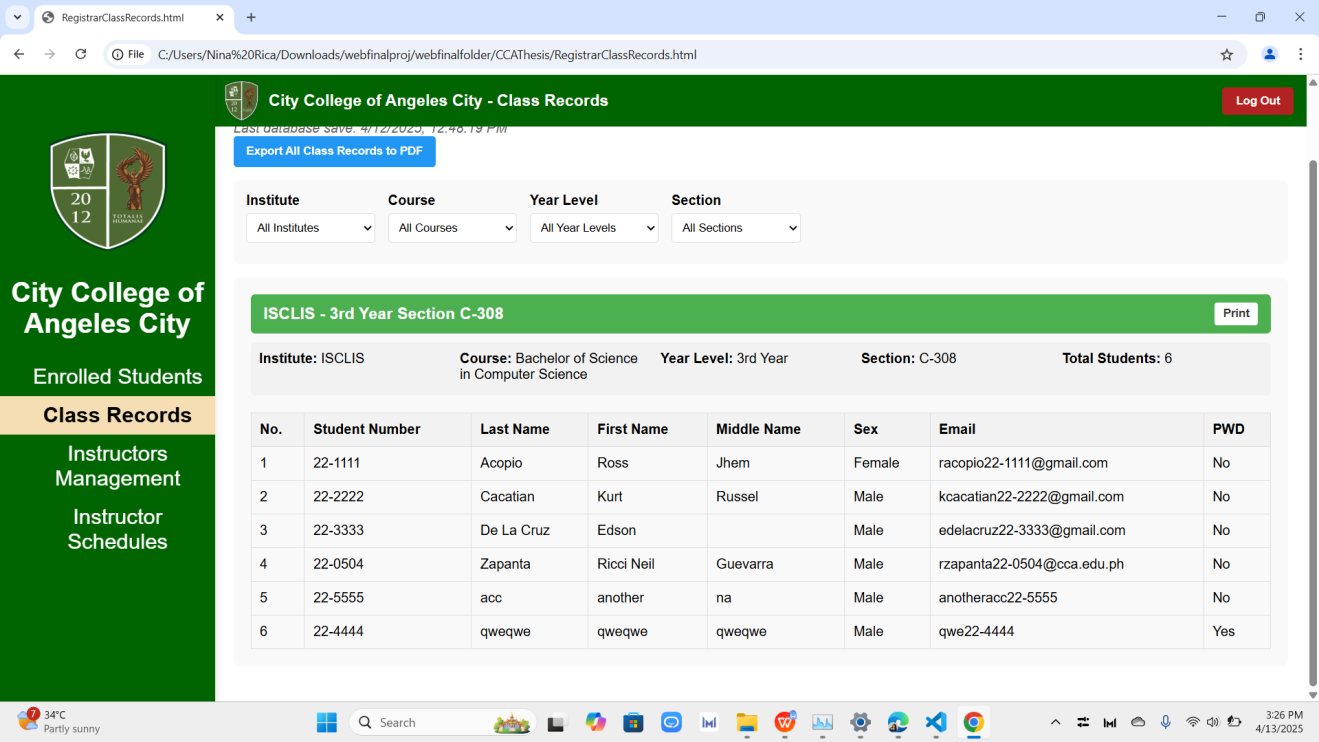 RegistrarClassRecords.html
File C:/Users/Nina%20Rica/Downloads/webfinalproj/webfinalfolder/CCAThesis/RegistrarClassRecords.html
City College of Angeles City - Class Records
Log Out
Last database save: 4/12/2025, 12:48:19 PM
Export All Class Records to PDF
20
12
TOTALIS
HUMANAE
City College of
Angeles City
Enrolled Students
Class Records
Instructors
Management
Instructor
Schedules
Institute Course Year Level Section
All Institutes All Courses All Year Levels All Sections
ISCLIS - 3rd Year Section C-308 Print
Institute: ISCLIS Course: Bachelor of Science Year Level: 3rd Year Section: C-308 Total Students: 6
in Computer Science
No. Student Number Last Name First Name Middle Name Sex Email PWD
1 22-1111 Acopio Ross Jhem Female racopio22-1111@gmail.com No
2 22-2222 Cacatian Kurt Russel Male kcacatian22-2222@gmail.com No
3 22-3333 De La Cruz Edson Male edelacruz22-3333@gmail.com No
4 22-0504 Zapanta Ricci Neil Guevarra Male rzapanta22-0504@cca.edu.ph No
5 22-5555 acc another na Male anotheracc22-5555 No
6 22-4444 qweqwe qweqwe qweqwe Male qwe22-4444 Yes
7 34°C
Partly sunny
Search
3:26 PM
4/13/2025